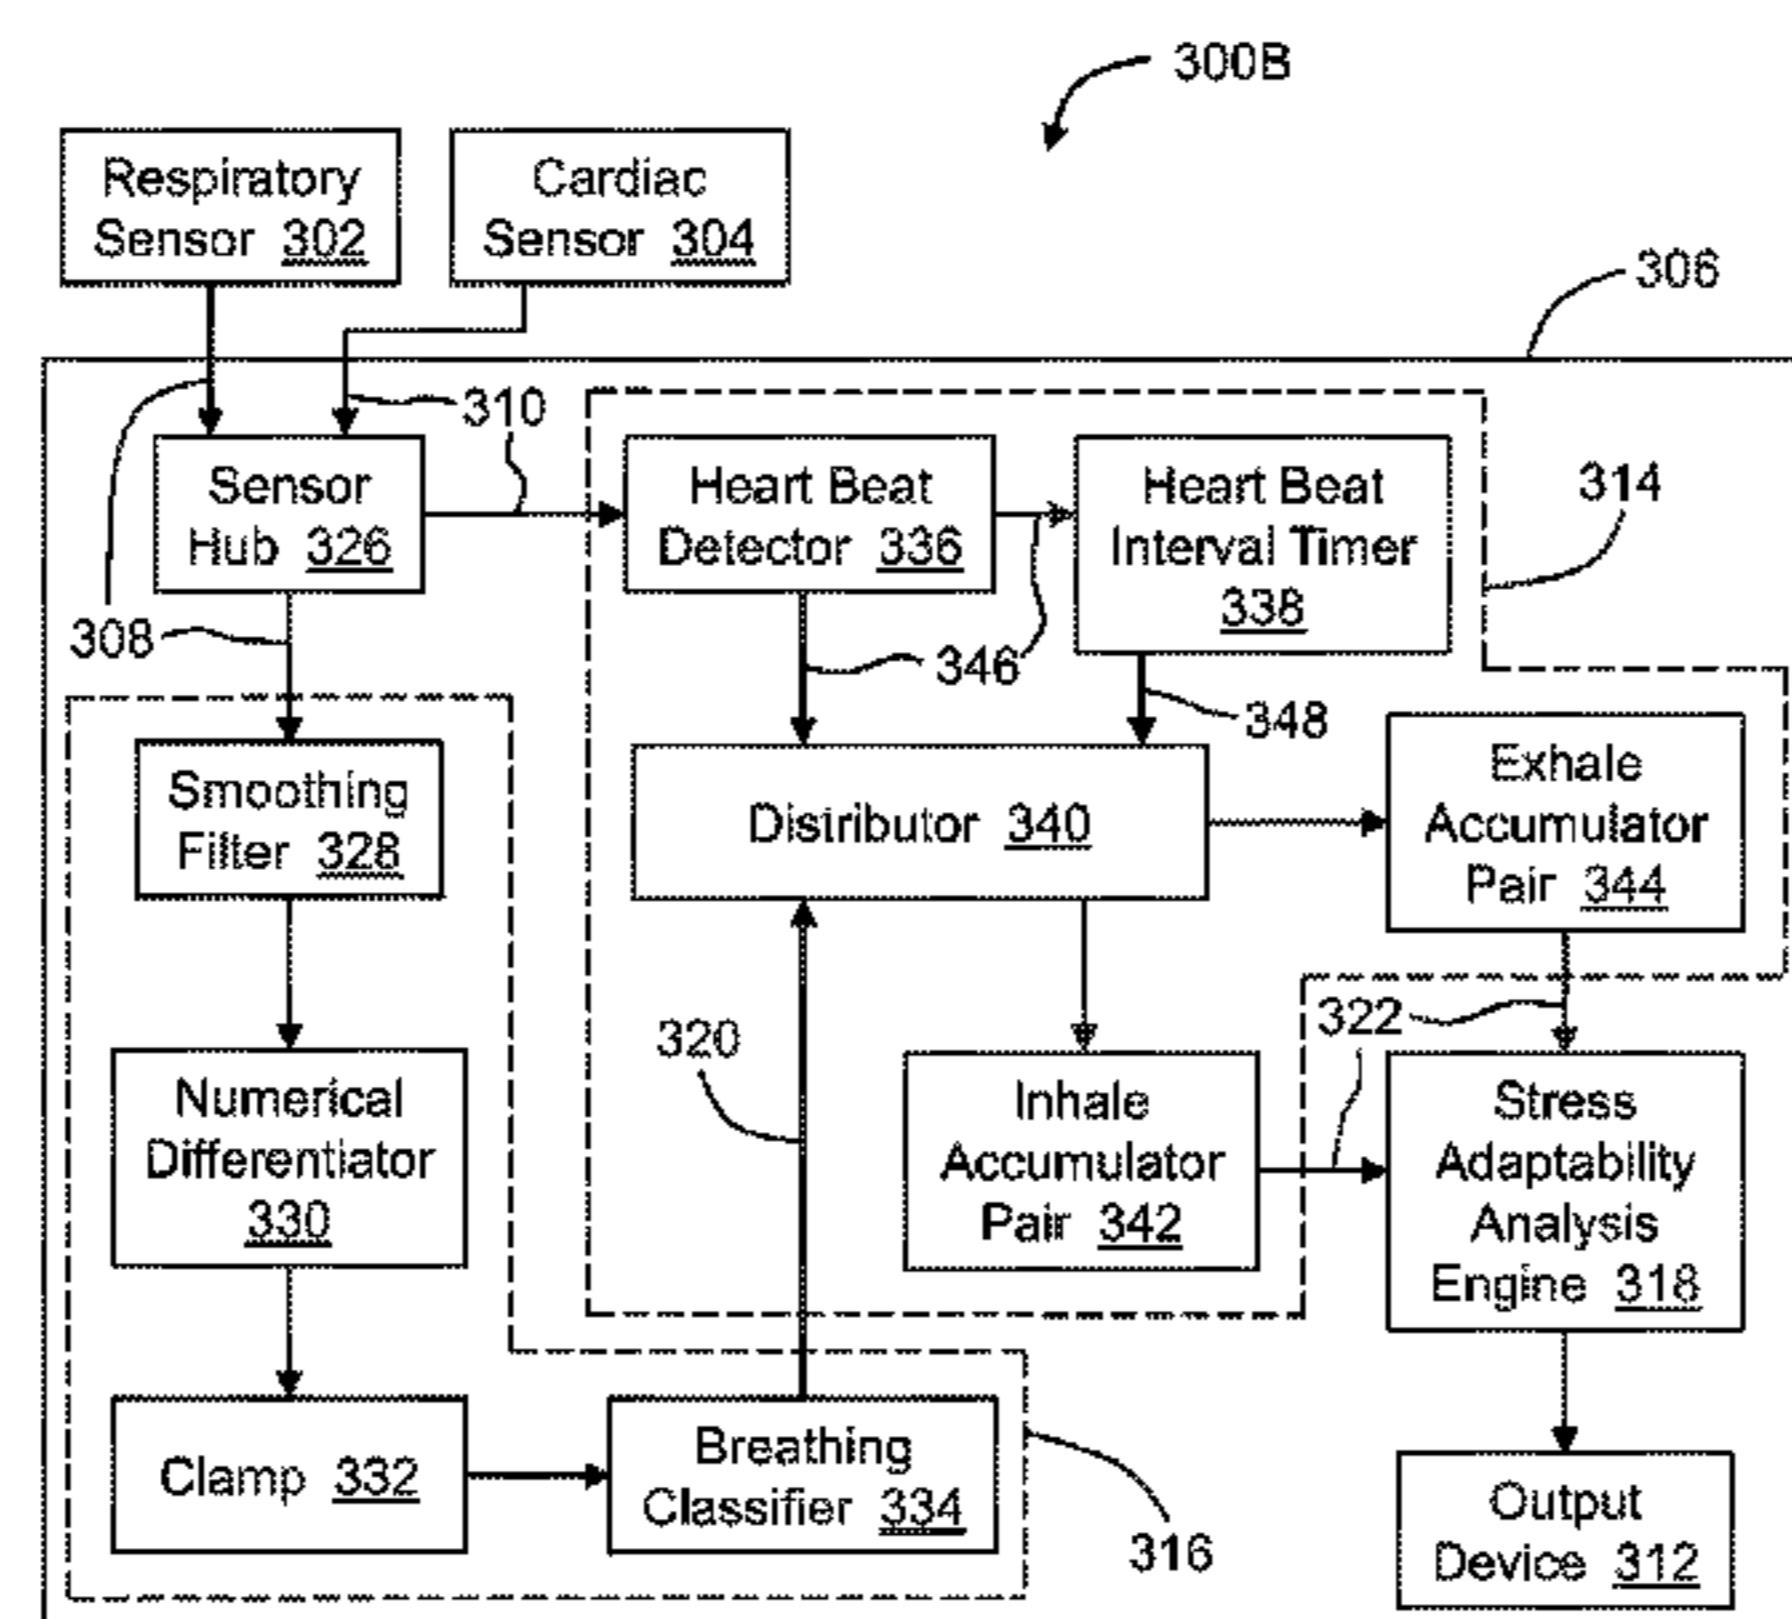 300B
Respiratory
Sensor 302
Cardiac
Sensor 304
306
310
Sensor
Hub 326
Heart Beat
Detector 336
Heart Beat
Interval Timer
338
314
308
346
348
Smoothing
Filter 328
Distributor 340
Exhale
Accumulator
Pair 344
320
322
Numerical
Differentiator
330
Inhale
Accumulator
Pair 342
Stress
Adaptability
Analysis
Engine 318
Clamp 332
Breathing
Classifier 334
316
Output
Device 312